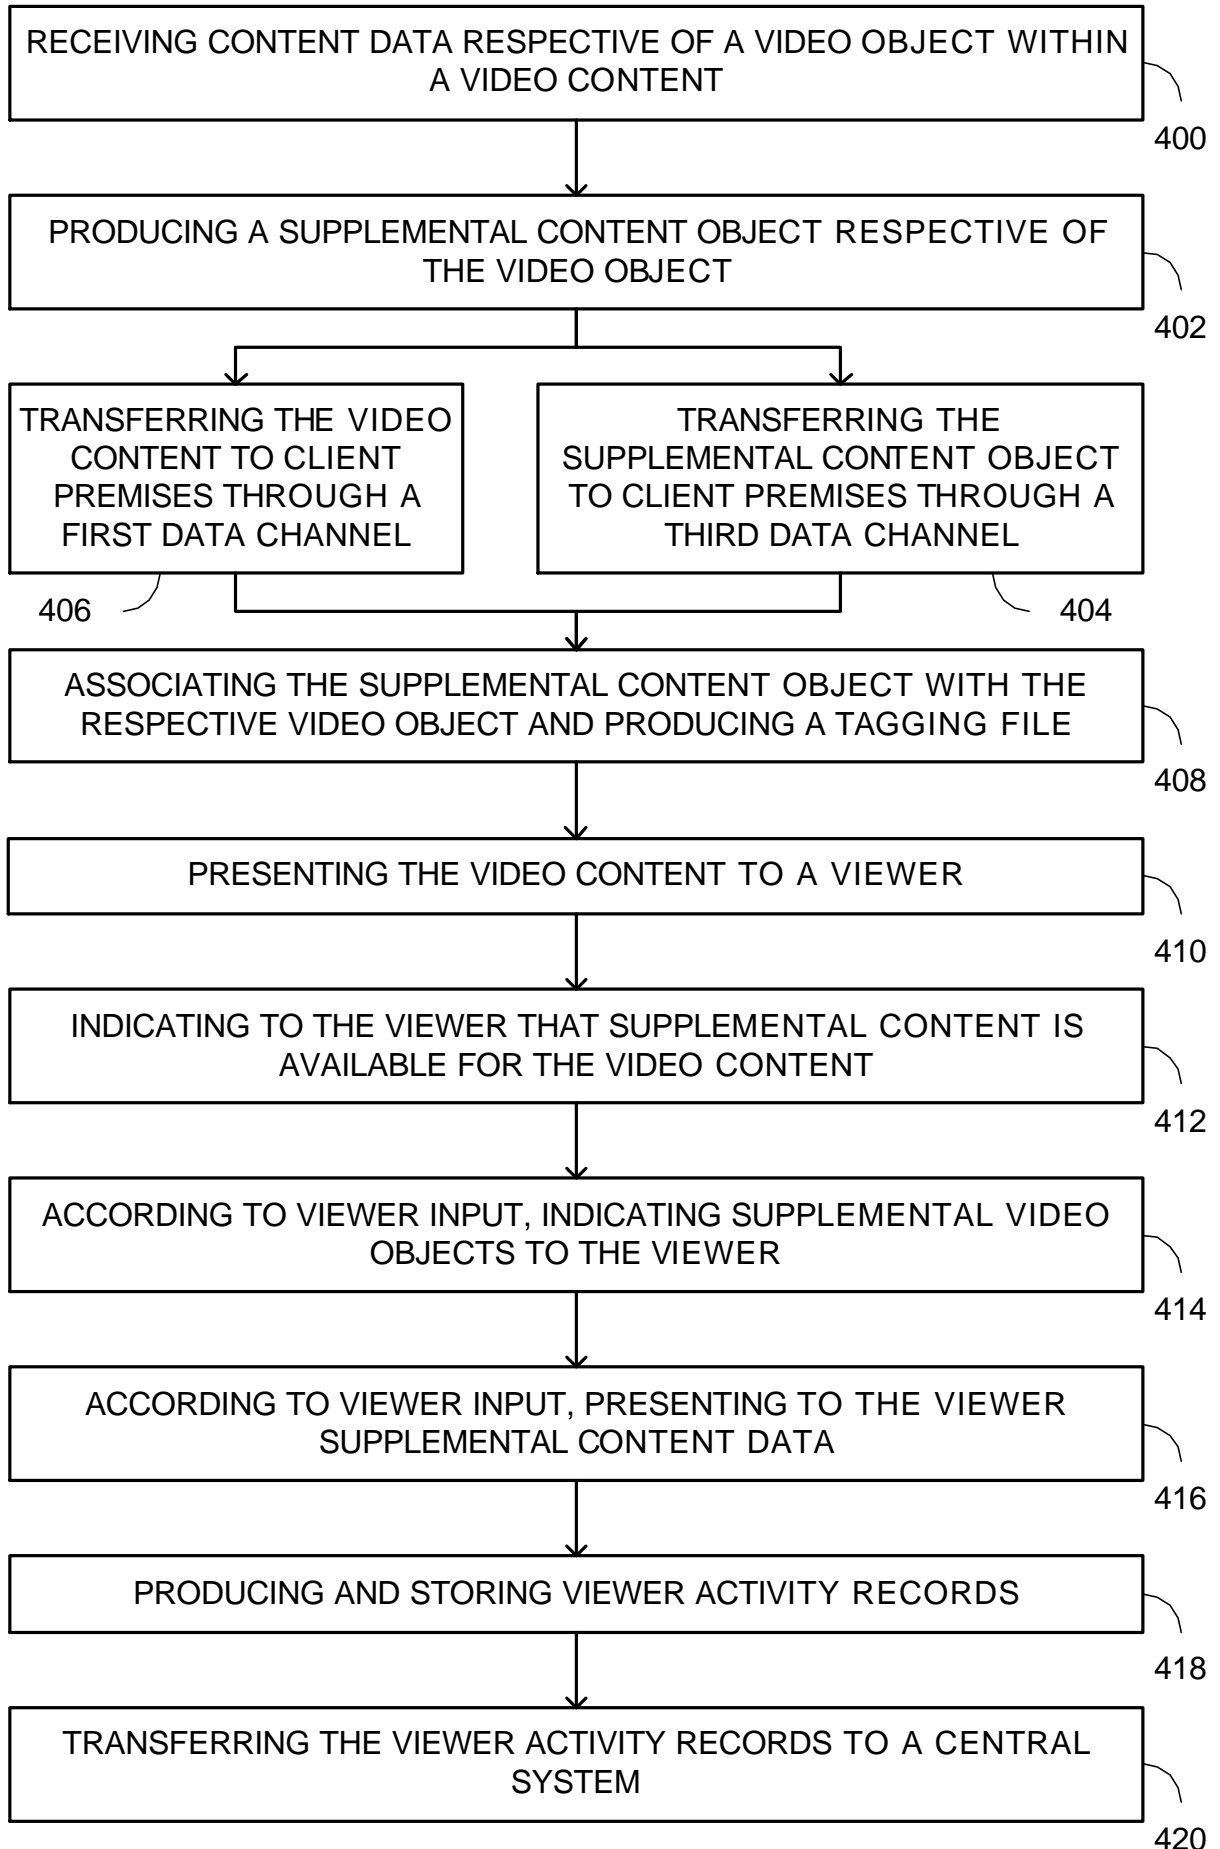 RECEIVING CONTENT DATA RESPECTIVE OF A VIDEO OBJECT WITHIN
A VIDEO CONTENT
400
PRODUCING A SUPPLEMENTAL CONTENT OBJECT RESPECTIVE OF
THE VIDEO OBJECT
402
TRANSFERRING THE VIDEO
CONTENT TO CLIENT
PREMISES THROUGH A
FIRST DATA CHANNEL
406
TRANSFERRING THE
SUPPLEMENTAL CONTENT OBJECT
TO CLIENT PREMISES THROUGH A
THIRD DATA CHANNEL
404
ASSOCIATING THE SUPPLEMENTAL CONTENT OBJECT WITH THE
RESPECTIVE VIDEO OBJECT AND PRODUCING A TAGGING FILE
408
PRESENTING THE VIDEO CONTENT TO A VIEWER
410
INDICATING TO THE VIEWER THAT SUPPLEMENTAL CONTENT IS
AVAILABLE FOR THE VIDEO CONTENT
412
ACCORDING TO VIEWER INPUT, INDICATING SUPPLEMENTAL VIDEO
OBJECTS TO THE VIEWER
414
ACCORDING TO VIEWER INPUT, PRESENTING TO THE VIEWER
SUPPLEMENTAL CONTENT DATA
416
PRODUCING AND STORING VIEWER ACTIVITY RECORDS
418
TRANSFERRING THE VIEWER ACTIVITY RECORDS TO A CENTRAL
SYSTEM
420